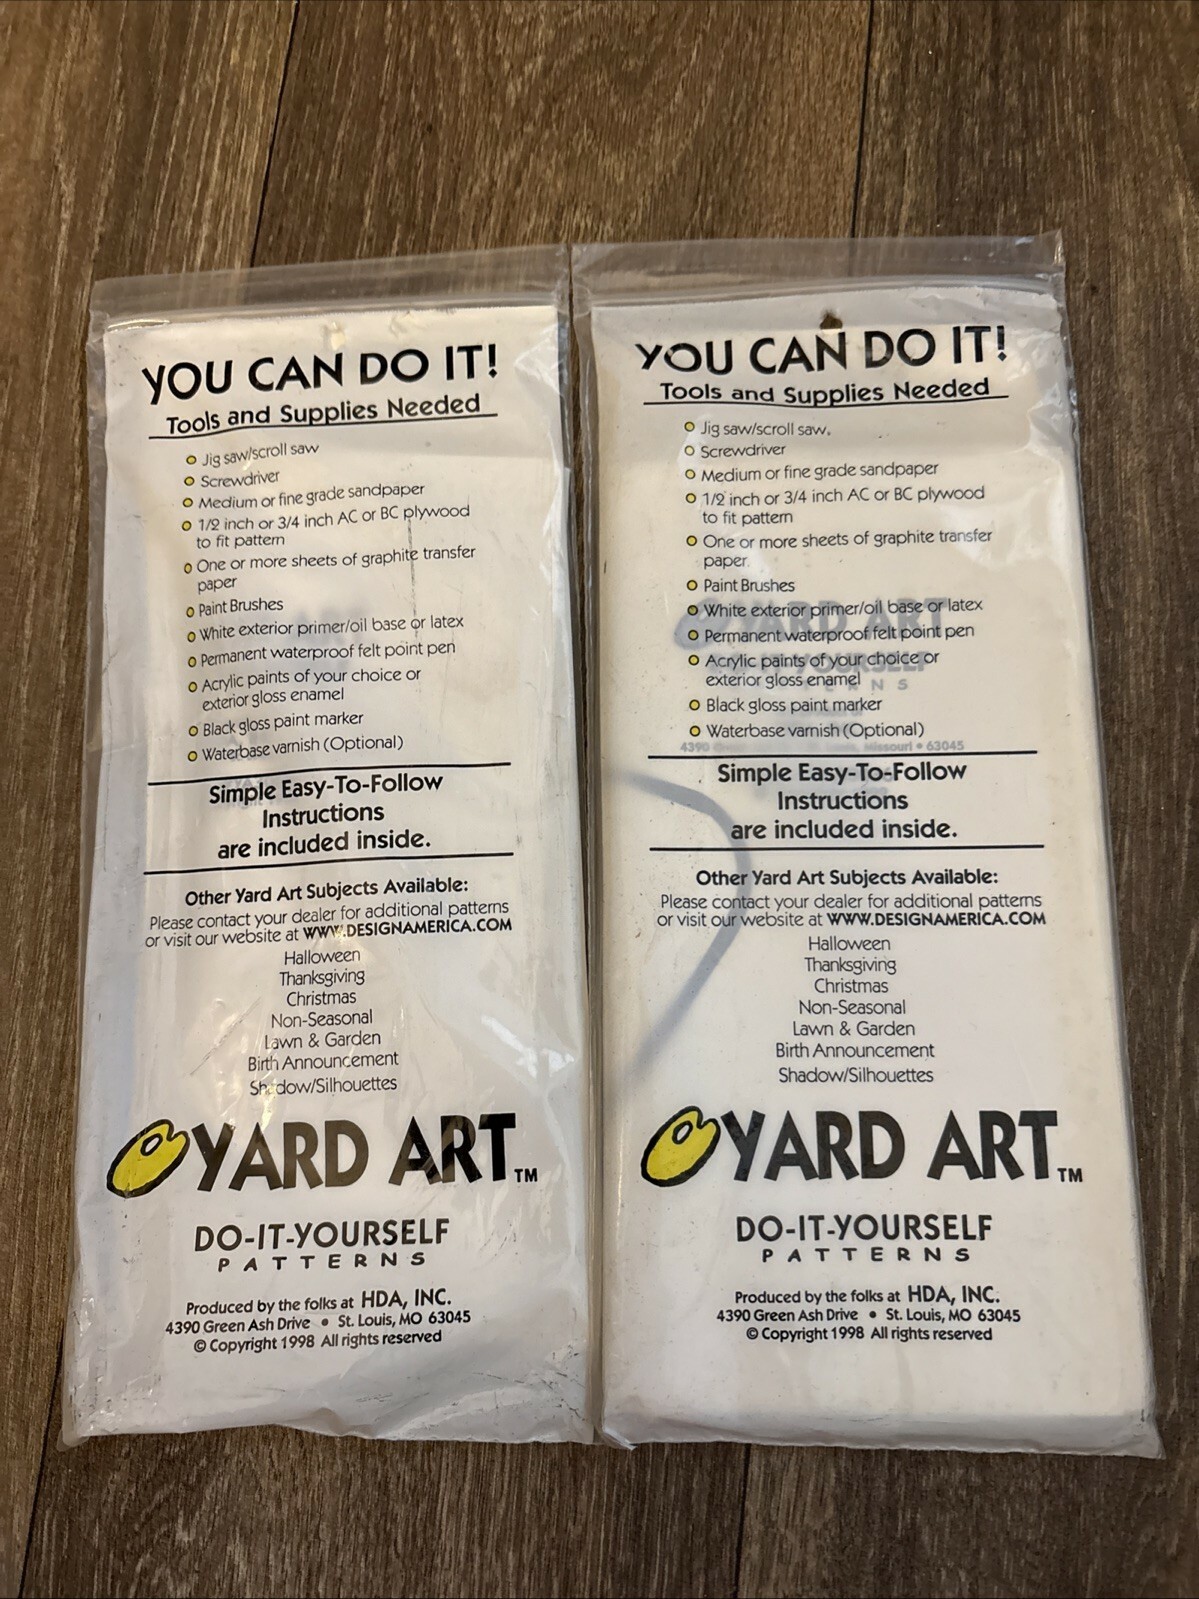 YOU CAN DO IT!
Tools and Supplies Needed
Jig saw/scroll saw
Screwdriver
Medium or fine grade sandpaper
1/2 inch or 3/4 inch AC or BC plywood
to fit pattern
One or more sheets of graphite transfer
paper
Paint Brushes
White exterior primer/oil base or latex
Permanent waterproof felt point pen
Acrylic paints of your choice or
exterior gloss enamel
Black gloss paint marker
Waterbase varnish (Optional)
Simple Easy-To-Follow
Instructions
are included inside.
Other Yard Art Subjects Available:
Please contact your dealer for additional patterns
or visit our website at WWW.DESIGNAMERICA.COM
Halloween
Thanksgiving
Christmas
Non-Seasonal
Lawn & Garden
Birth Announcement
Shadow/Silhouettes
YARD ART TM
DO-IT-YOURSELF
PATTERNS
Produced by the folks at HDA, INC.
4390 Green Ash Drive • St. Louis, MO 63045
© Copyright 1998 All rights reserved
YOU CAN DO IT!
Tools and Supplies Needed
Jig saw/scroll saw.
Screwdriver
Medium or fine grade sandpaper
1/2 inch or 3/4 inch AC or BC plywood
to fit pattern
One or more sheets of graphite transfer
paper.
Paint Brushes
White exterior primer/oil base or latex
Permanent waterproof felt point pen
Acrylic paints of your choice or
exterior gloss enamel
Black gloss paint marker
Waterbase varnish (Optional)
Simple Easy-To-Follow
Instructions
are included inside.
Other Yard Art Subjects Available:
Please contact your dealer for additional patterns
or visit our website at WWW.DESIGNAMERICA.COM
Halloween
Thanksgiving
Christmas
Non-Seasonal
Lawn & Garden
Birth Announcement
Shadow/Silhouettes
YARD ART TM
DO-IT-YOURSELF
PATTERNS
Produced by the folks at HDA, INC.
4390 Green Ash Drive • St. Louis, MO 63045
© Copyright 1998 All rights reserved